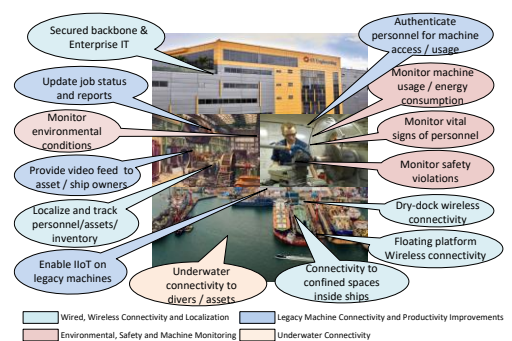 Secured backbone &
Enterprise IT
Authenticate
personnel for machine
access / usage
Update job status
and reports
Monitor machine
usage / energy
consumption
Monitor
environmental
conditions
Monitor vital
signs of personnel
Provide video feed to
asset / ship owners
Monitor safety
violations
Localize and track
personnel/assets/
inventory
Dry-dock wireless
connectivity
Enable IIoT on
legacy machines
Floating platform
Wireless connectivity
Underwater
connectivity to
divers / assets
Connectivity to
confined spaces
inside ships
Wired, Wireless Connectivity and Localization
Legacy Machine Connectivity and Productivity Improvements
Environmental, Safety and Machine Monitoring
Underwater Connectivity